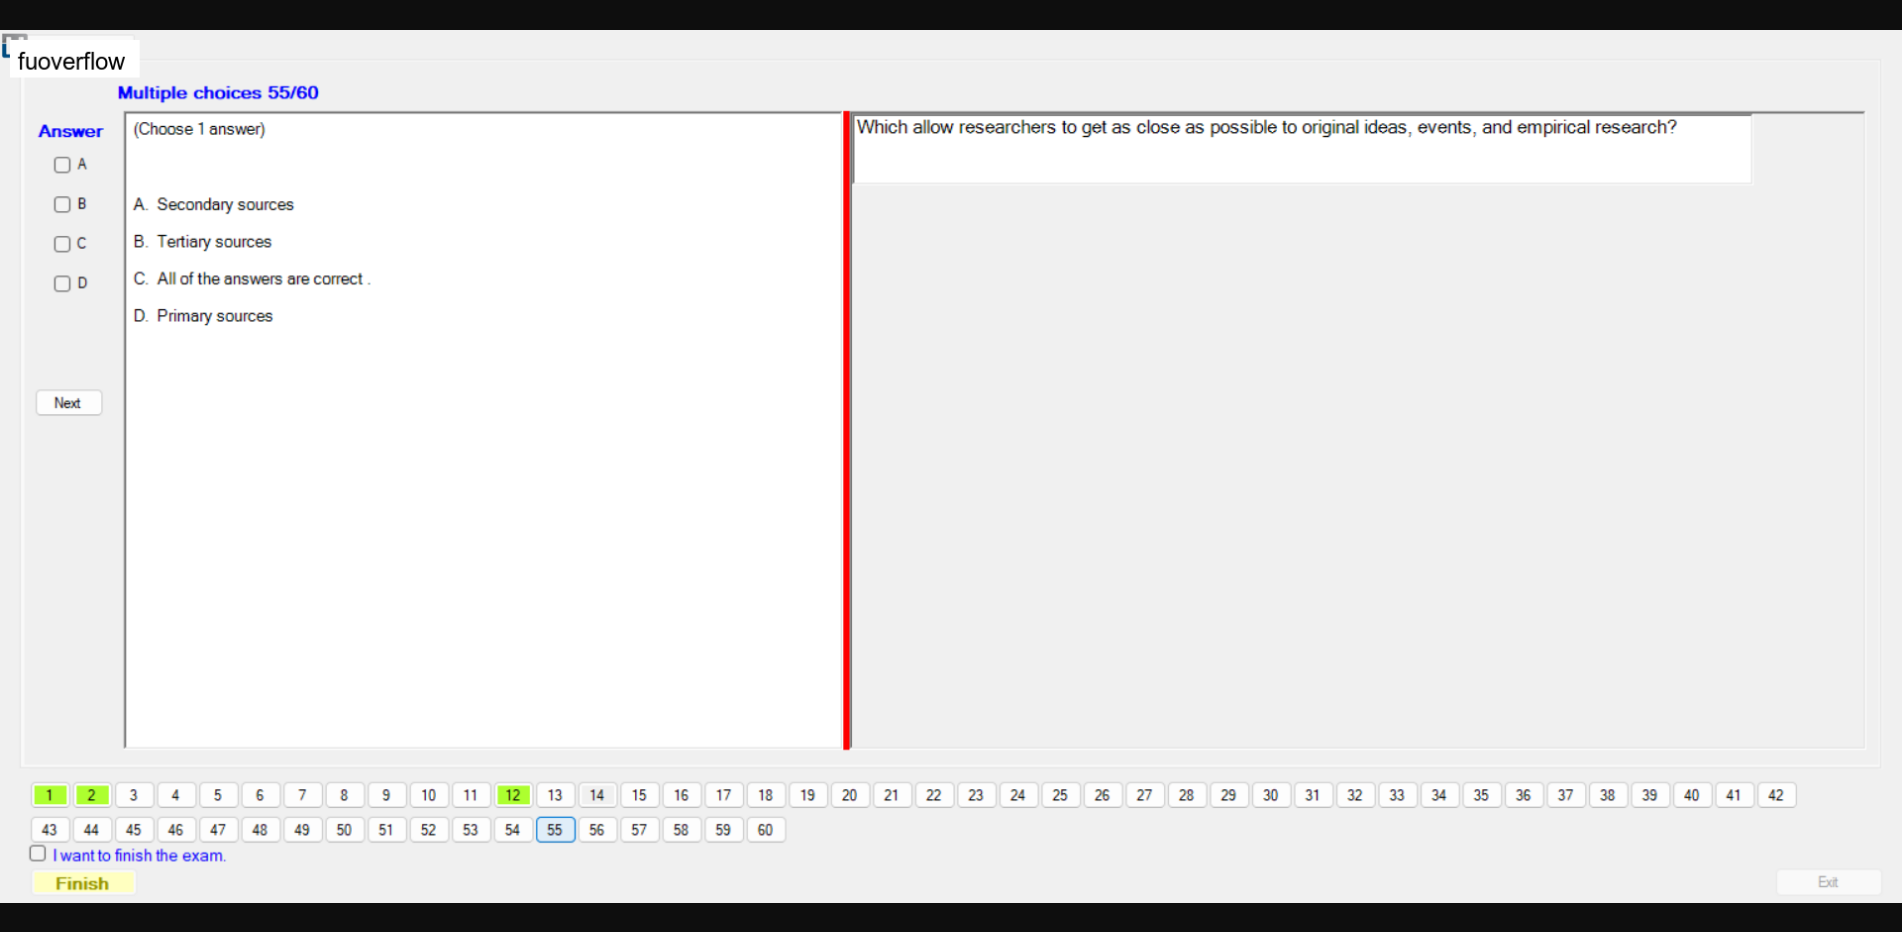 fuoverflow
Multiple choices 55/60
Answer
(Choose 1 answer)
A
B
C
D
A. Secondary sources
B. Tertiary sources
C. All of the answers are correct .
D. Primary sources
Next
Which allow researchers to get as close as possible to original ideas, events, and empirical research?
1 2 3 4 5 6 7 8 9 10 11 12 13 14 15 16 17 18 19 20 21 22 23 24 25 26 27 28 29 30 31 32 33 34 35 36 37 38 39 40 41 42
43 44 45 46 47 48 49 50 51 52 53 54 55 56 57 58 59 60
I want to finish the exam.
Finish
Exit